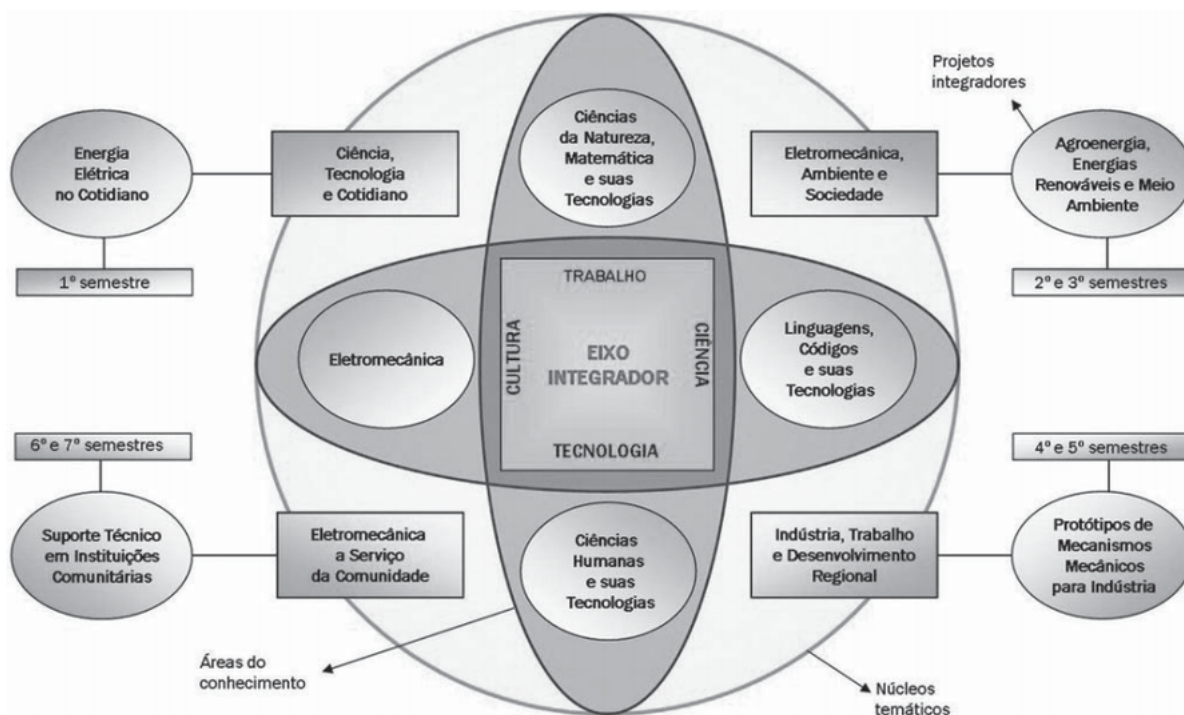 Projetos
integradores
Energia
Elétrica
no Cotidiano
1º semestre
Ciência,
Tecnologia
e Cotidiano
Ciências
da Natureza,
Matemática
e suas
Tecnologias
Eletromecânica,
Ambiente e
Sociedade
Agroenergia,
Energias
Renováveis e Meio
Ambiente
2º e 3º semestres
Eletromecânica
TRABALHO
CULTURA
EIXO
INTEGRADOR
CIÊNCIA
TECNOLOGIA
Linguagens,
Códigos
e suas
Tecnologias
6º e 7º semestres
Suporte Técnico
em Instituições
Comunitárias
Eletromecânica
a Serviço
da Comunidade
Ciências
Humanas
e suas
Tecnologias
Indústria, Trabalho
e Desenvolvimento
Regional
4º e 5º semestres
Protótipos de
Mecanismos
Mecânicos
para Indústria
Áreas do
conhecimento
Núcleos
temáticos